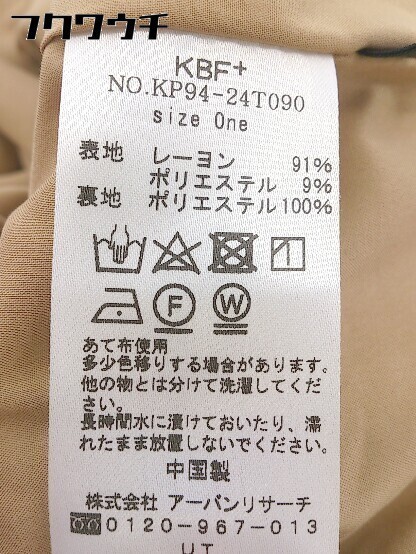 フクウウチ
KBF+
NO.KP94-24T090
size One
表地 レーヨン 91%
ポリエステル 9%
裏地 ポリエステル 100%
F W
あて布使用
多少色移りする場合があります。
他の物とは分けて洗濯してくだ
さい。
長時間水に漬けておいたり、濡
れたまま放置しないでください。
中国製
株式会社 アーバンリサーチ
0120-967-013
UT